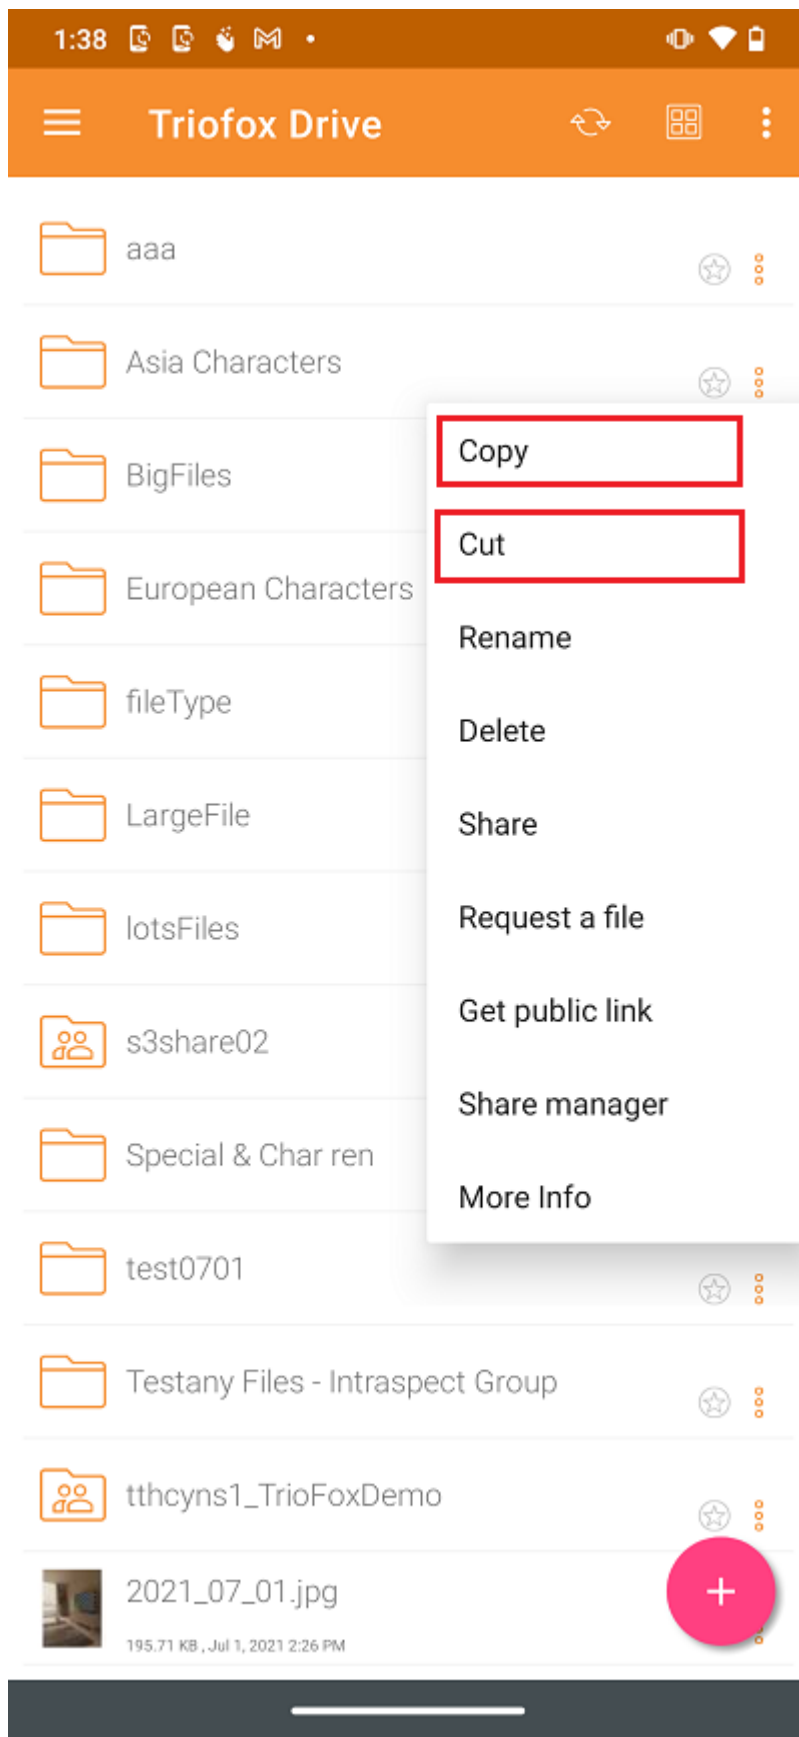 1:38
Triofox Drive
aaa
Asia Characters
BigFiles
European Characters
fileType
LargeFile
lotsFiles
s3share02
Special & Char ren
test0701
Testany Files - Intraspect Group
tthcyns1_TrioFoxDemo
2021_07_01.jpg
195.71 KB , Jul 1, 2021 2:26 PM
Copy
Cut
Rename
Delete
Share
Request a file
Get public link
Share manager
More Info